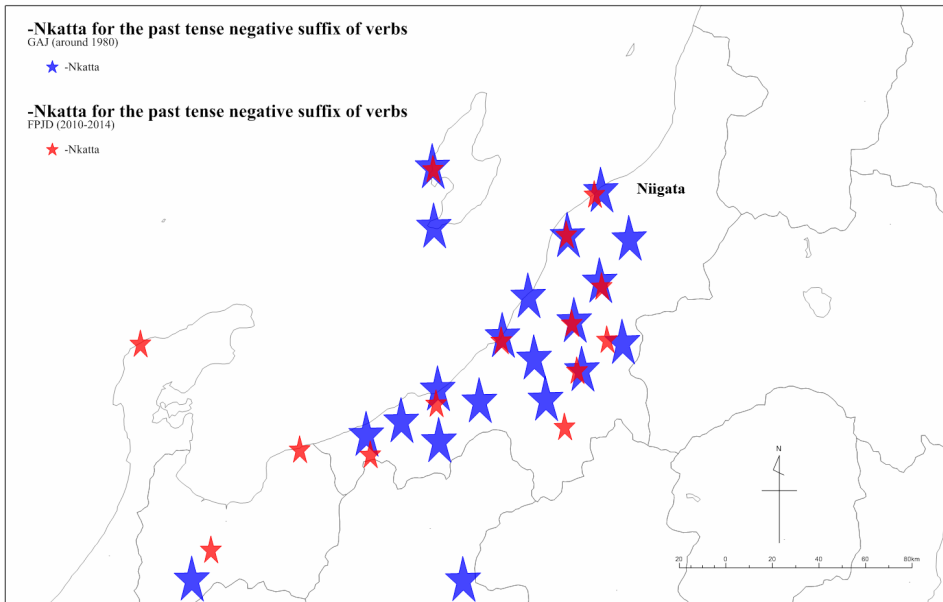 -Nkatta for the past tense negative suffix of verbs
GAJ (around 1980)
-Nkatta
-Nkatta for the past tense negative suffix of verbs
FPJD (2010-2014)
-Nkatta
Niigata
N
20 0 20 40 60 80km